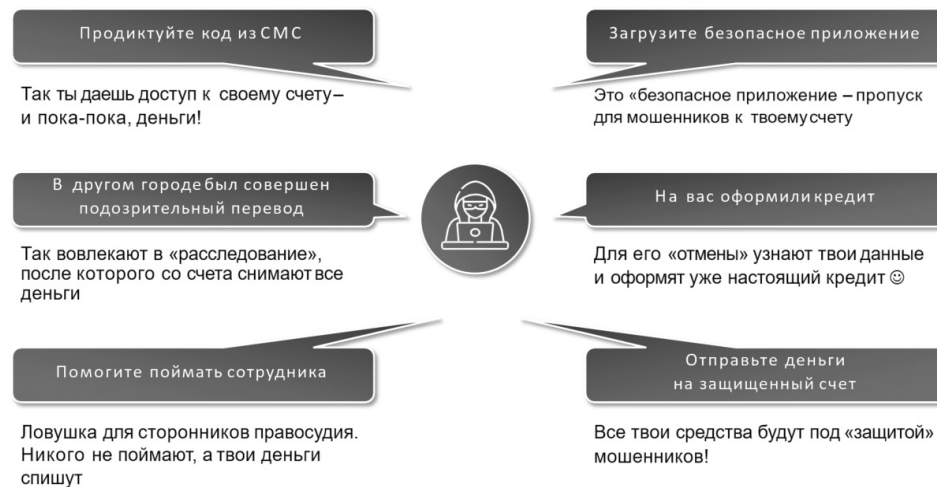 Продиктуйте код из СМС
Так ты даешь доступ к своему счету –
и пока-пока, деньги!
В другом городе был совершен
подозрительный перевод
Так вовлекают в «расследование»,
после которого со счета снимают все
деньги
Помогите поймать сотрудника
Ловушка для сторонников правосудия.
Никого не поймают, а твои деньги
спишут
Загрузите безопасное приложение
Это «безопасное приложение – пропуск
для мошенников к твоему счету
На вас оформили кредит
Для его «отмены» узнают твои данные
и оформят уже настоящий кредит ☺
Отправьте деньги
на защищенный счет
Все твои средства будут под «защитой»
мошенников!